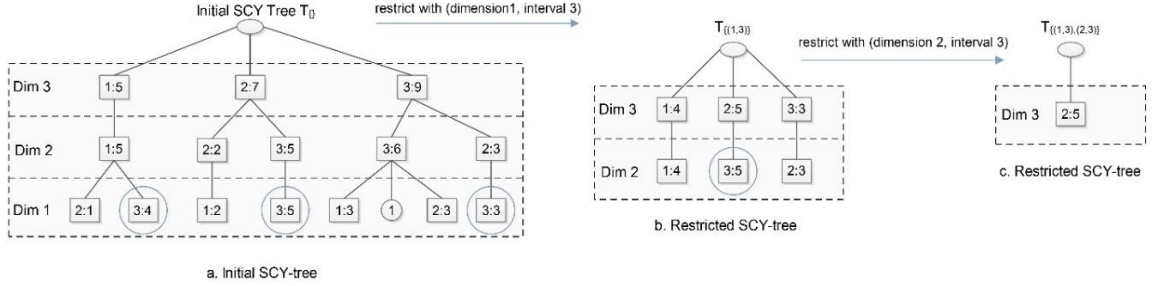 Initial SCY Tree T{}
restrict with (dimension1, interval 3)
Dim 3
1:5
2:7
3:9
Dim 2
1:5
2:2
3:5
3:6
2:3
Dim 1
2:1
3:4
1:2
3:5
1:3
1
2:3
3:3
a. Initial SCY-tree
T{(1,3)}
restrict with (dimension 2, interval 3)
Dim 3
1:4
2:5
3:3
Dim 2
1:4
3:5
2:3
b. Restricted SCY-tree
T{(1,3),(2,3)}
Dim 3
2:5
c. Restricted SCY-tree